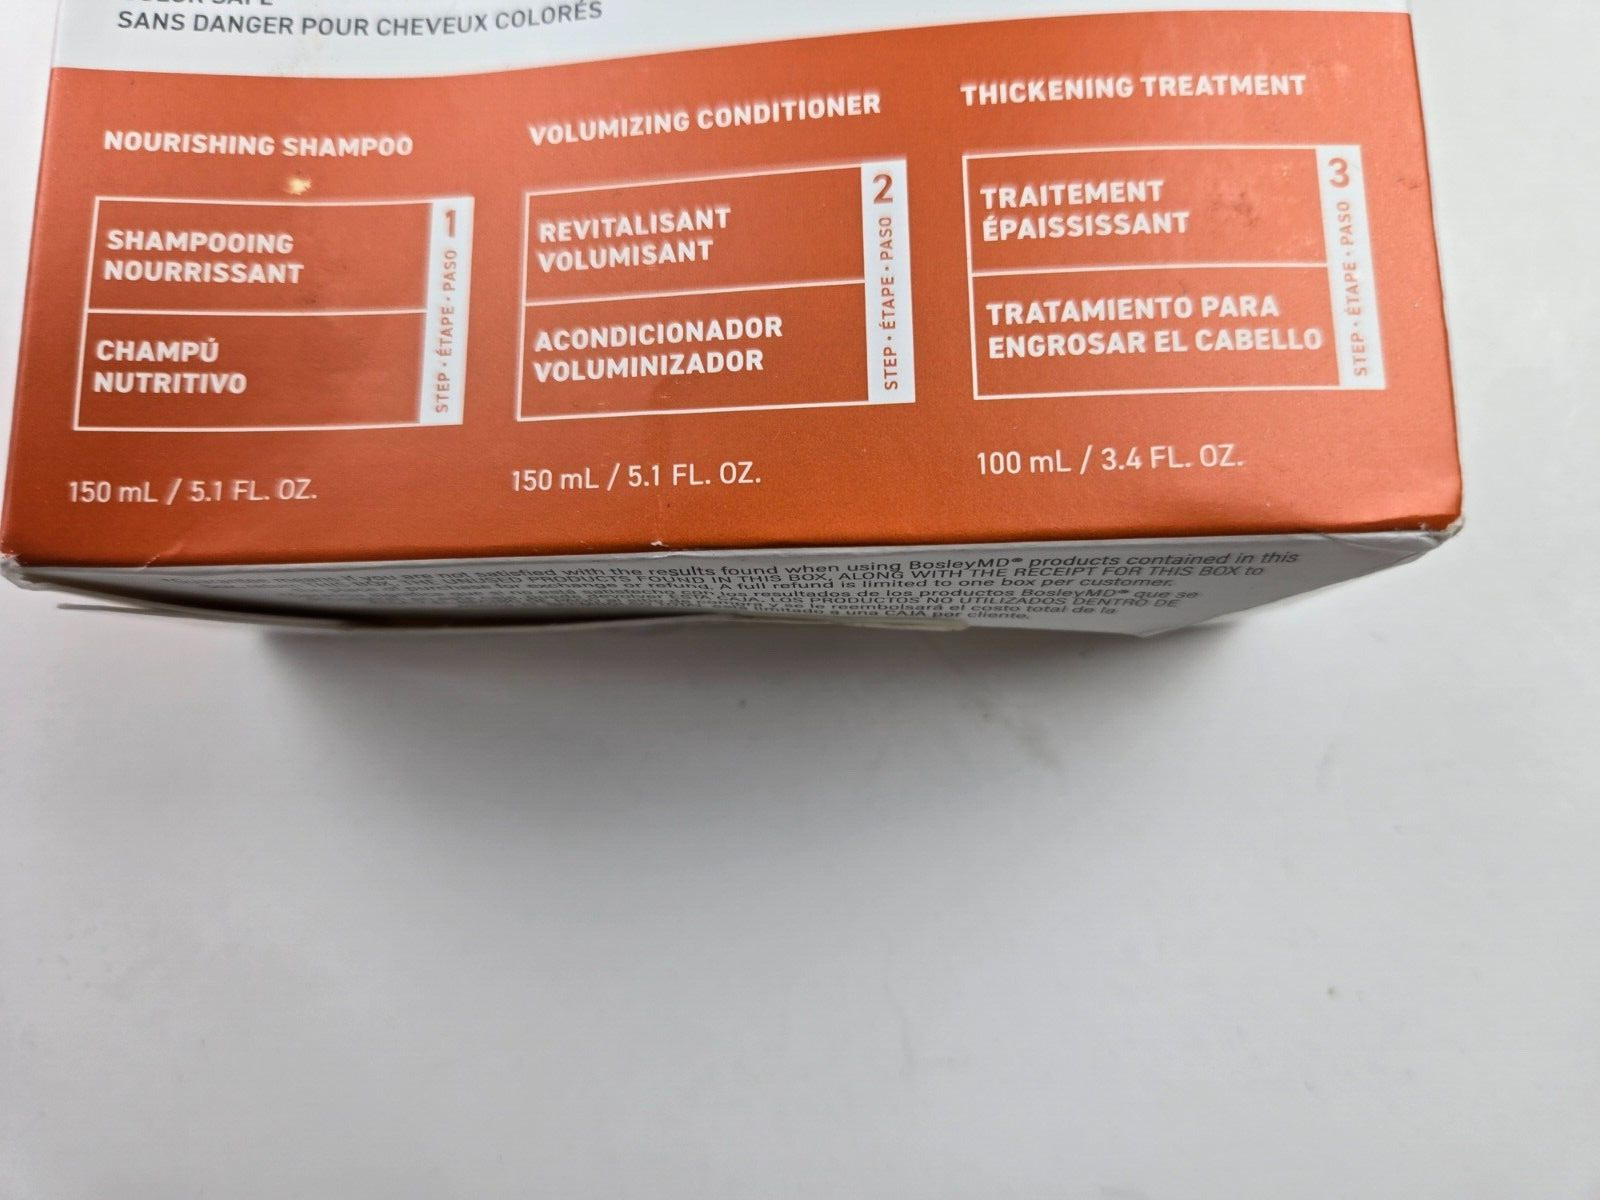 SANS DANGER POUR CHEVEUX COLORÉS
NOURISHING SHAMPOO
SHAMPOOING
NOURRISSANT
CHAMPÚ
NUTRITIVO
1
STEP · ÉTAPE · PASO
150 mL / 5.1 FL. OZ.
VOLUMIZING CONDITIONER
REVITALISANT
VOLUMISANT
ACONDICIONADOR
VOLUMINIZADOR
2
STEP · ÉTAPE · PASO
150 mL / 5.1 FL. OZ.
THICKENING TREATMENT
TRAITEMENT
ÉPAISSISSANT
TRATAMIENTO PARA
ENGROSAR EL CABELLO
3
STEP · ÉTAPE · PASO
100 mL / 3.4 FL. OZ.
if you are with the results found when using BosleyMD® products contained in this
PRODUCTS FOUND IN THIS BOX, ALONG WITH THE RECEIPT FOR THIS BOX to
refund. A full refund is limited to one box per customer.
los resultados de los productos BosleyMD® que se
CAJA, LOS PRODUCTOS NO UTILIZADOS DENTRO DE
y se le reembolsará el costo total de la
a una CAJA por cliente.